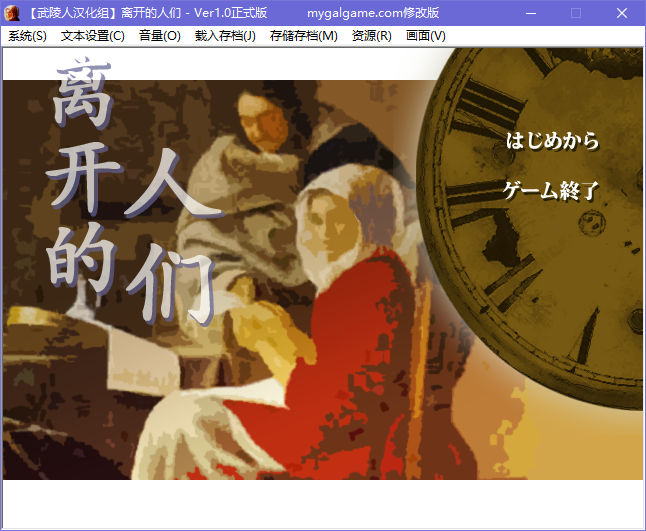 【武陵人汉化组】离开的人们 - Ver1.0正式版 mygalgame.com修改版
系统(S) 文本设置(C) 音量(O) 载入存档(J) 存储存档(M) 资源(R) 画面(V)
离开的
人们
はじめから
ゲーム終了